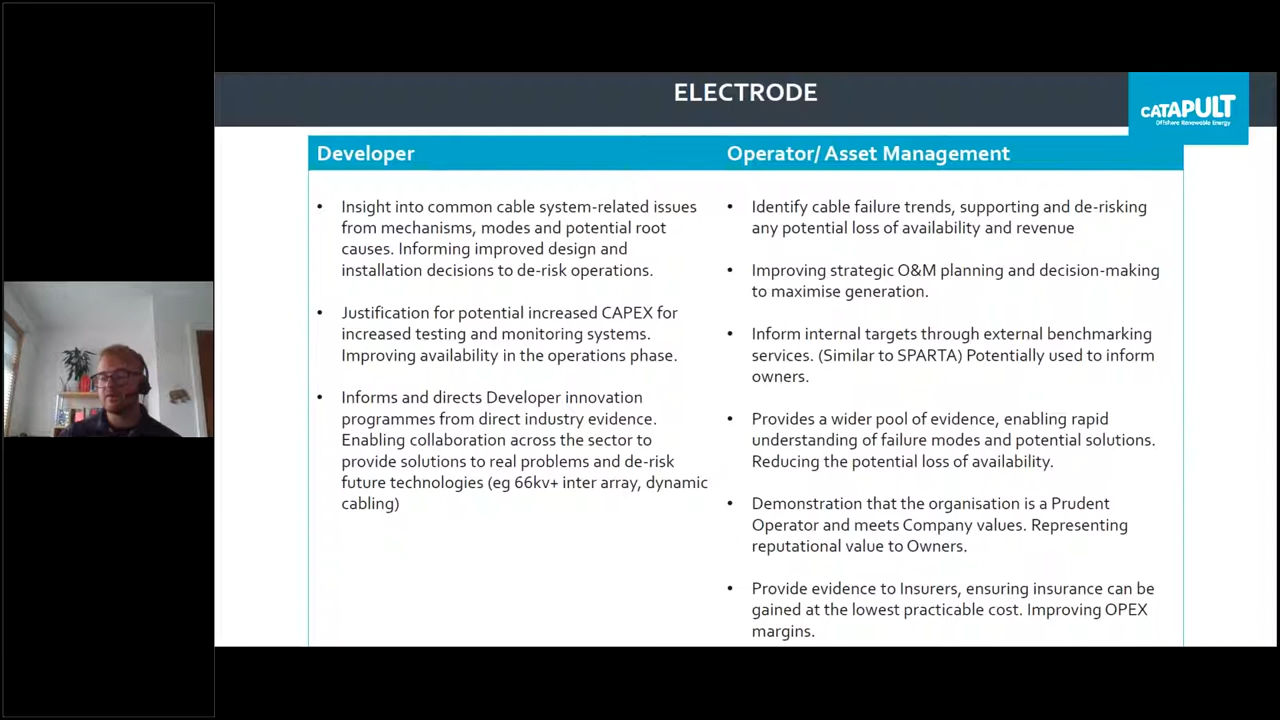 ELECTRODE
CATAPULT
Offshore Renewable Energy
Developer
Operator/ Asset Management
• Insight into common cable system-related issues
from mechanisms, modes and potential root
causes. Informing improved design and
installation decisions to de-risk operations.
• Justification for potential increased CAPEX for
increased testing and monitoring systems.
Improving availability in the operations phase.
• Informs and directs Developer innovation
programmes from direct industry evidence.
Enabling collaboration across the sector to
provide solutions to real problems and de-risk
future technologies (eg 66kv+ inter array, dynamic
cabling)
• Identify cable failure trends, supporting and de-risking
any potential loss of availability and revenue
• Improving strategic O&M planning and decision-making
to maximise generation.
• Inform internal targets through external benchmarking
services. (Similar to SPARTA) Potentially used to inform
owners.
• Provides a wider pool of evidence, enabling rapid
understanding of failure modes and potential solutions.
Reducing the potential loss of availability.
• Demonstration that the organisation is a Prudent
Operator and meets Company values. Representing
reputational value to Owners.
• Provide evidence to Insurers, ensuring insurance can be
gained at the lowest practicable cost. Improving OPEX
margins.